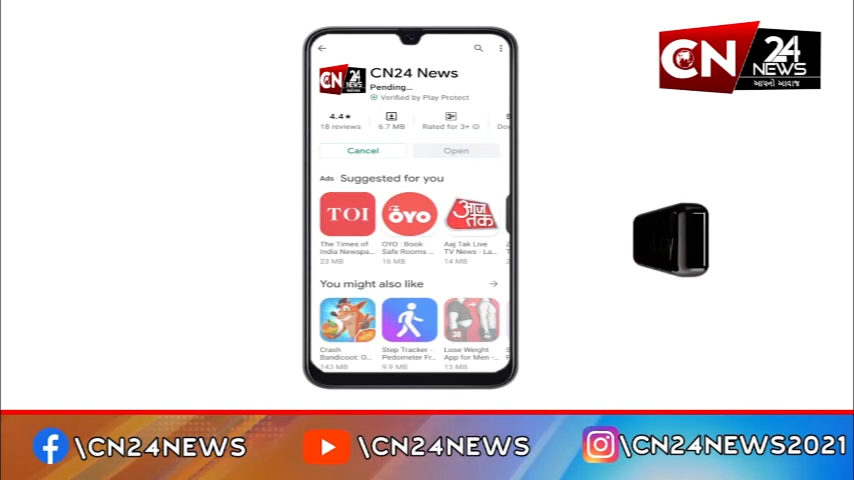 CN24 News
Pending...
Verified by Play Protect
4.4★
18 reviews
6.7 MB
3+
Rated for 3+
Cancel
Open
Ads Suggested for you
TOI
OYO
आज तक
The Times of
India Newspa...
23 MB
OYO : Book
Safe Rooms ...
16 MB
Aaj Tak Live
TV News - La...
14 MB
You might also like
Crash
Bandicoot: O...
143 MB
Step Tracker -
Pedometer Fr...
9.9 MB
Lose Weight
App for Men -...
13 MB
CN 24
NEWS
આપનો અવાજ
\CN24NEWS
\CN24NEWS
\CN24NEWS2021